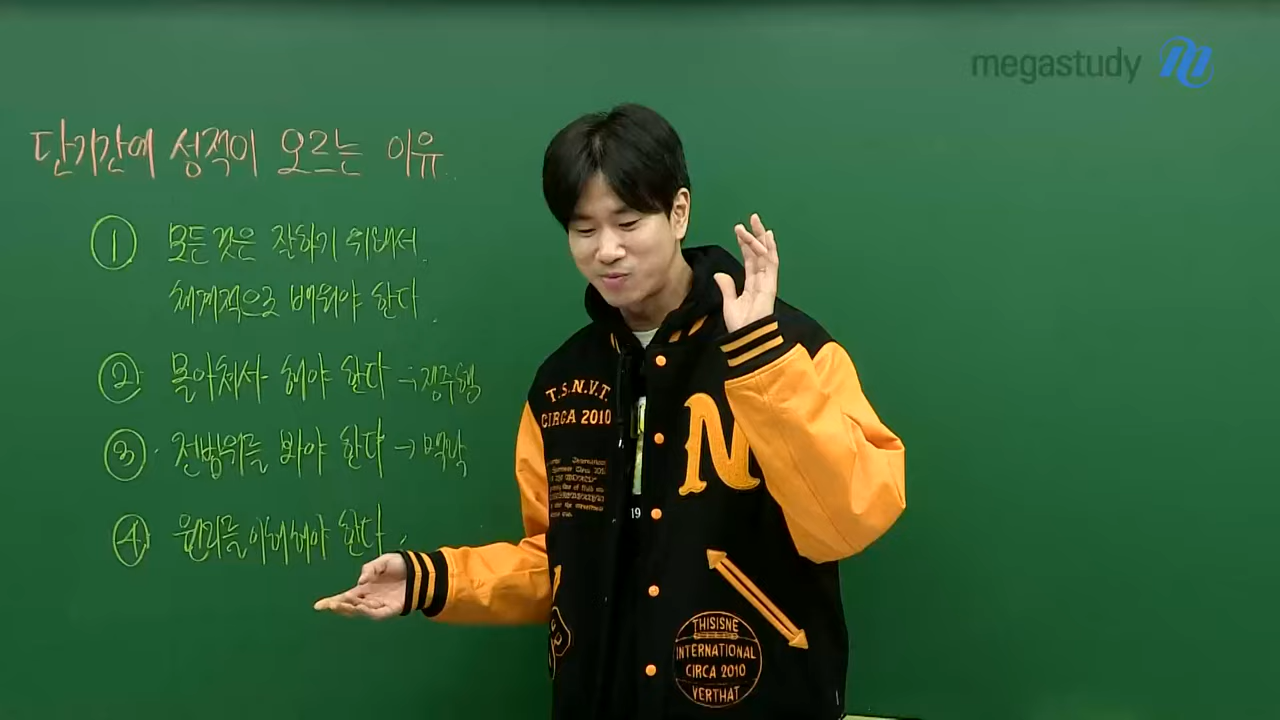 megastudy
단기간에 성적이 오르는 이유.
① 모든 것은 잘하기 위해서.
체계적으로 배워야 한다.
② 몰아쳐서 해야 한다 →
③ 전범위를 봐야 한다 → 맥락
④ 원리를 이해해야 한다.
T.S.N.V.T.
CIRCA 2010
N
19
THISISNE
INTERNATIONAL
CIRCA 2010
VERTHAT